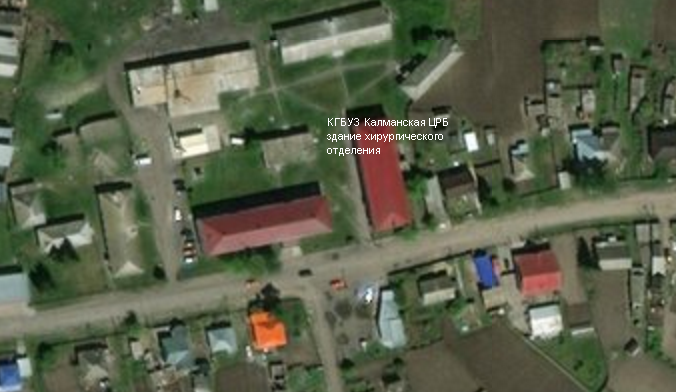 КГБУЗ Калманская ЦРБ
здание хирургического
отделения